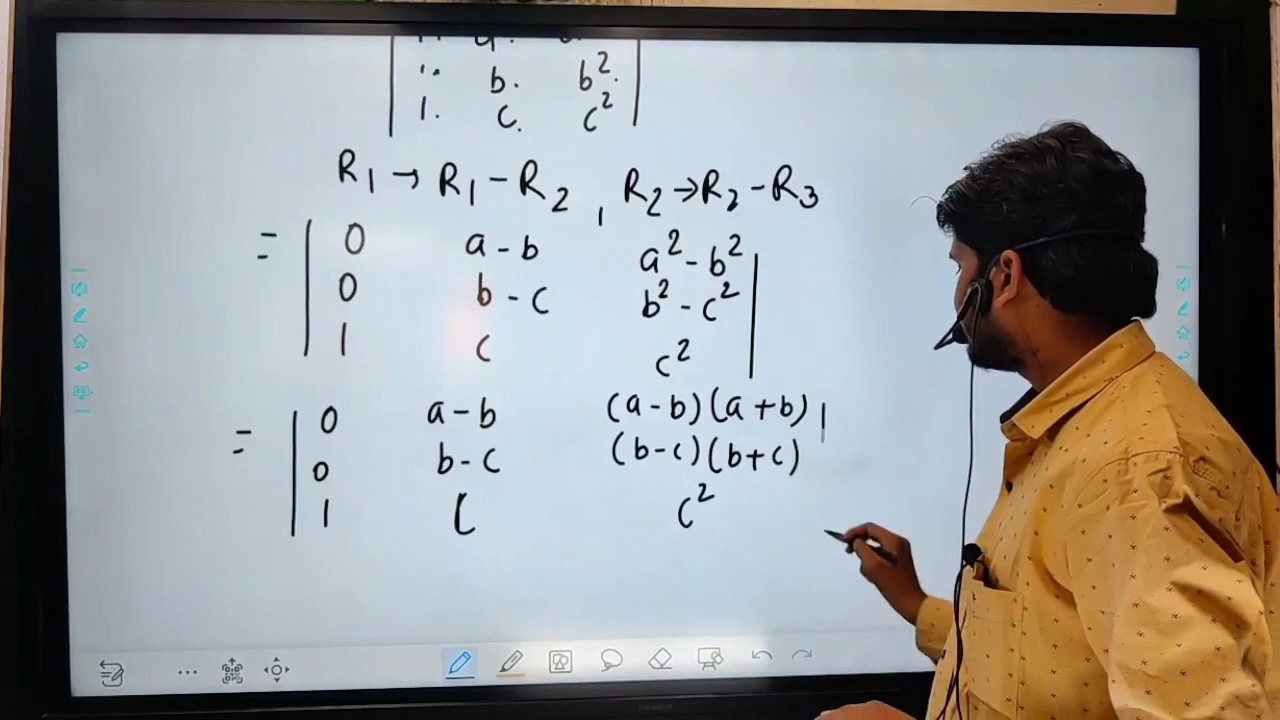 1. a.
1. b. b².
1. c. c²
R₁ → R₁ - R₂ , R₂ → R₂ - R₃
= | 0 a - b a² - b² |
0 b - c b² - c²
1 c c²
= | 0 a - b (a - b)(a + b) |
0 b - c (b - c)(b + c)
1 c c²